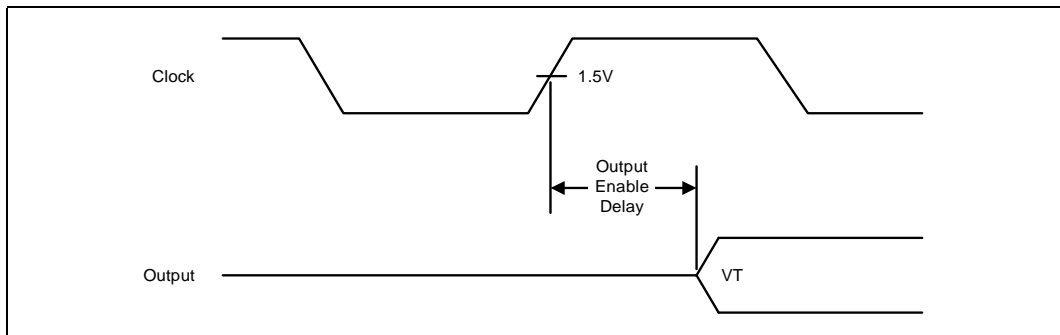 Clock
1.5V
Output
Enable
Delay
Output
VT